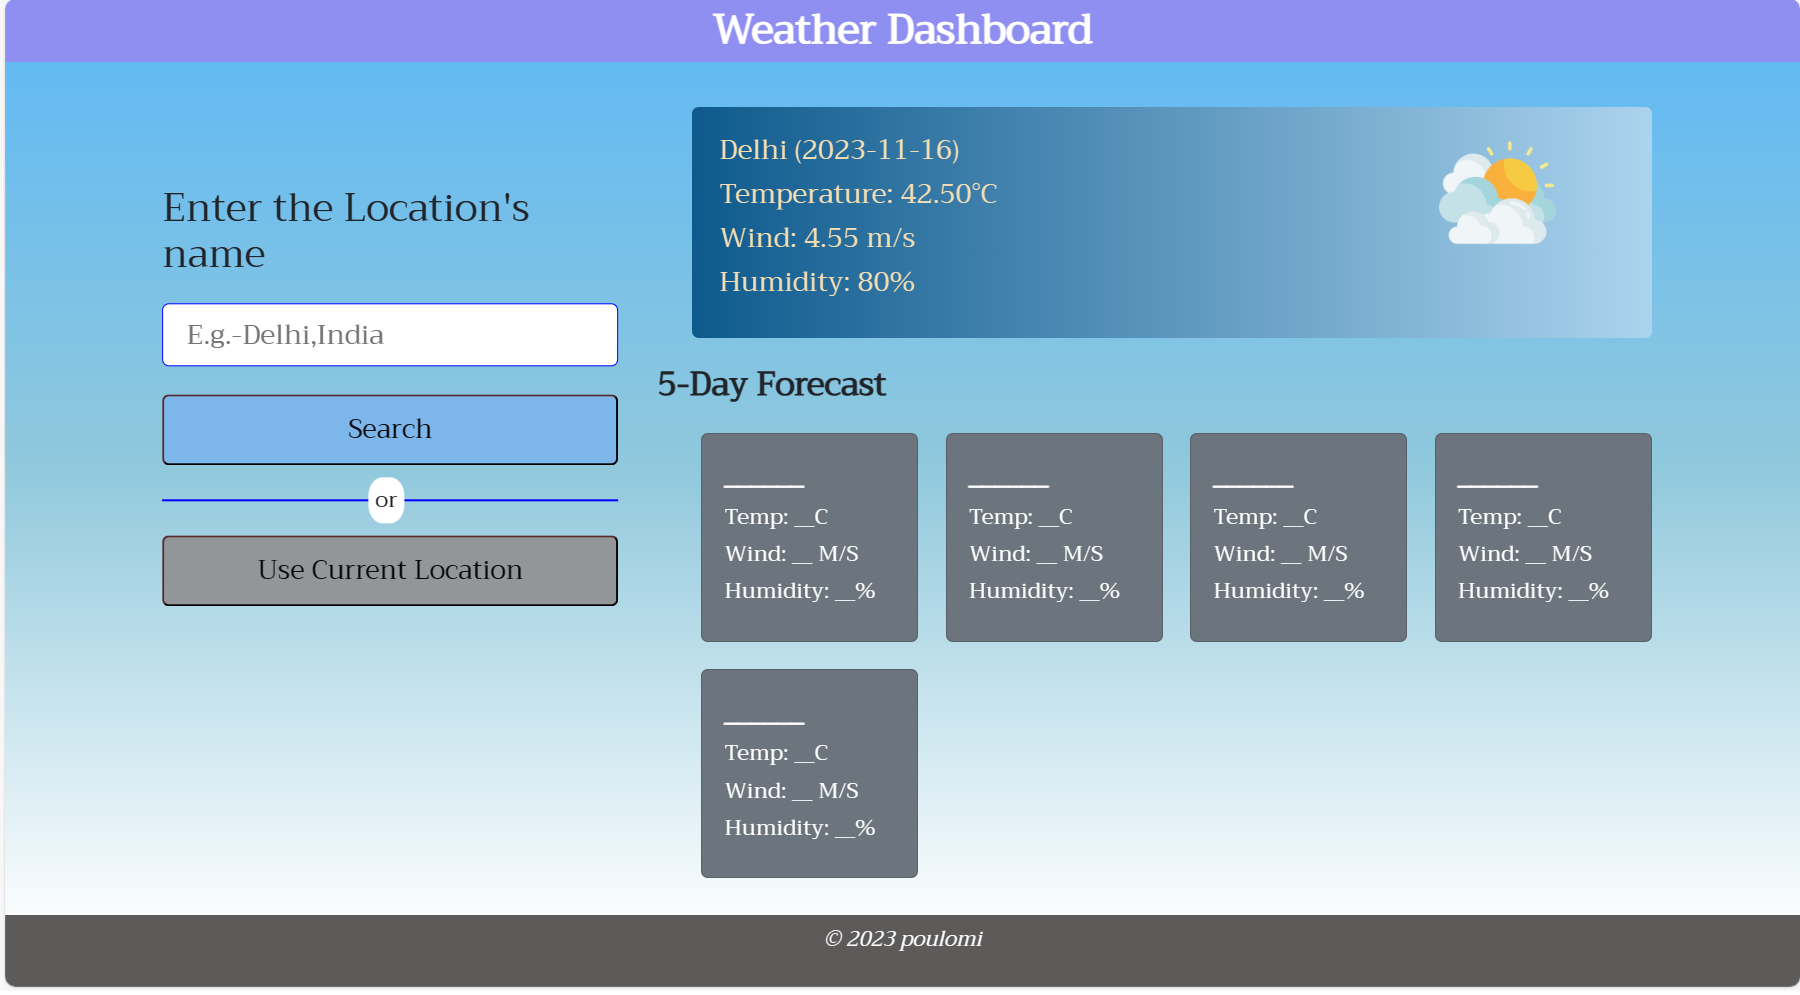 Weather Dashboard
Enter the Location's
name
E.g.-Delhi,India
Search
or
Use Current Location
Delhi (2023-11-16)
Temperature: 42.50°C
Wind: 4.55 m/s
Humidity: 80%
5-Day Forecast
______
Temp: __C
Wind: __ M/S
Humidity: __%
______
Temp: __C
Wind: __ M/S
Humidity: __%
______
Temp: __C
Wind: __ M/S
Humidity: __%
______
Temp: __C
Wind: __ M/S
Humidity: __%
______
Temp: __C
Wind: __ M/S
Humidity: __%
© 2023 poulomi